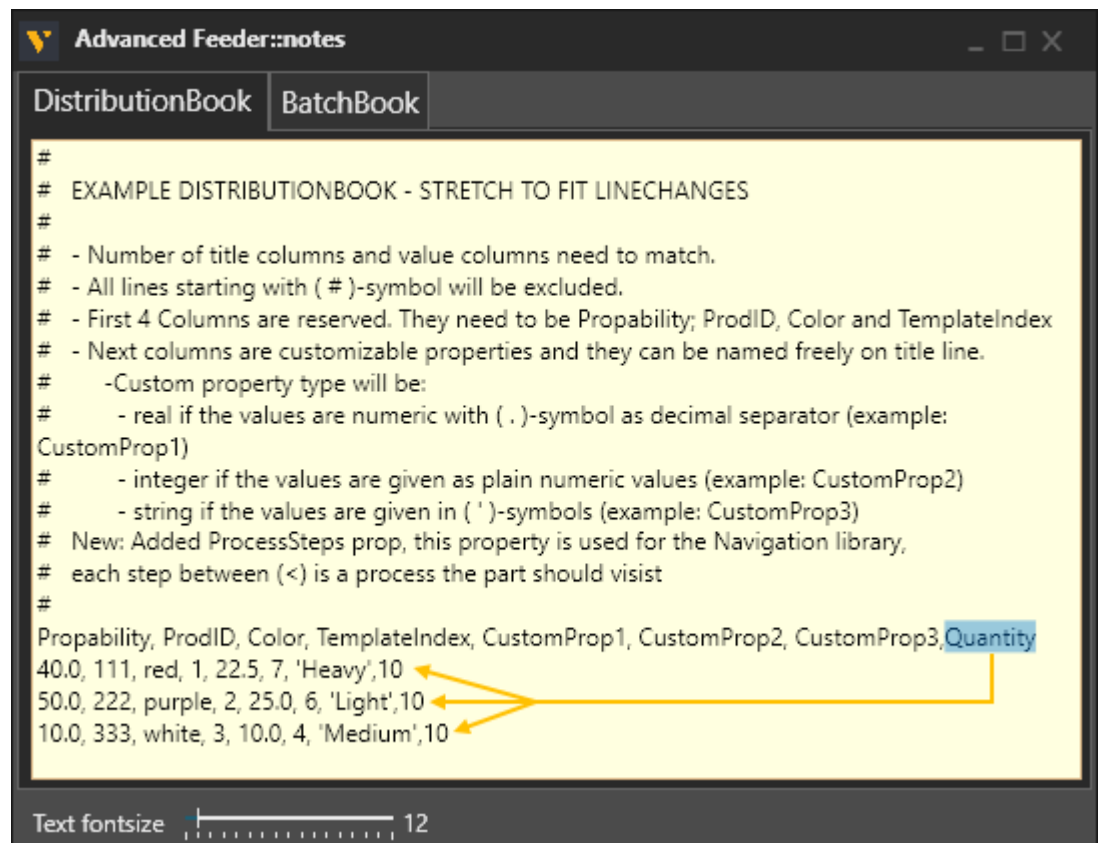 Advanced Feeder::notes
DistributionBook
BatchBook
#
#   EXAMPLE DISTRIBUTIONBOOK - STRETCH TO FIT LINECHANGES
#
#   - Number of title columns and value columns need to match.
#   - All lines starting with ( # )-symbol will be excluded.
#   - First 4 Columns are reserved. They need to be Propability; ProdID, Color and TemplateIndex
#   - Next columns are customizable properties and they can be named freely on title line.
#       -Custom property type will be:
#         - real if the values are numeric with ( . )-symbol as decimal separator (example:
CustomProp1)
#         - integer if the values are given as plain numeric values (example: CustomProp2)
#         - string if the values are given in ( ' )-symbols (example: CustomProp3)
#   New: Added ProcessSteps prop, this property is used for the Navigation library,
#   each step between (<) is a process the part should visist
#
Propability, ProdID, Color, TemplateIndex, CustomProp1, CustomProp2, CustomProp3,Quantity
40.0, 111, red, 1, 22.5, 7, 'Heavy',10
50.0, 222, purple, 2, 25.0, 6, 'Light',10
10.0, 333, white, 3, 10.0, 4, 'Medium',10
Text fontsize 12